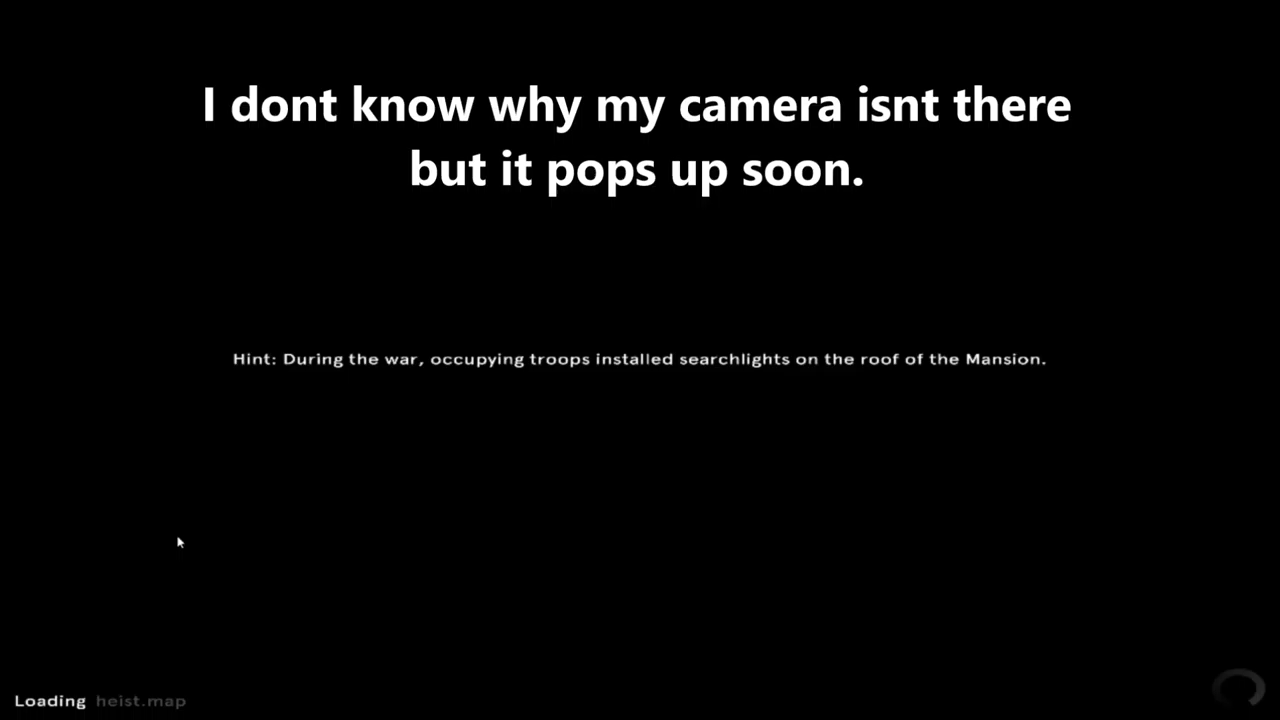 I dont know why my camera isnt there
but it pops up soon.
Hint: During the war, occupying troops installed searchlights on the roof of the Mansion.
Loading heist.map